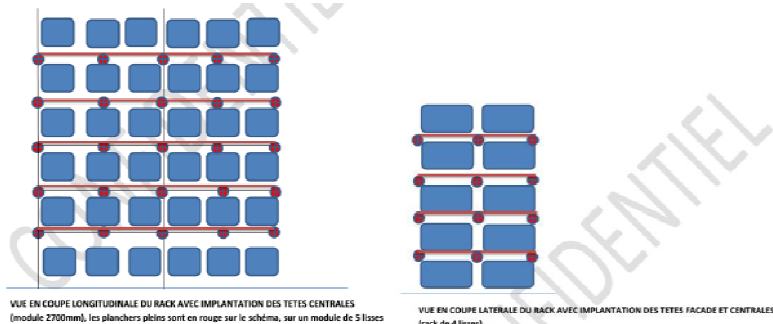 CONFIDENTIEL
VUE EN COUPE LONGITUDINALE DU RACK AVEC IMPLANTATION DES TETES CENTRALES
(module 2700mm), les planchers pleins sont en rouge sur le schéma, sur un module de 5 lisses
FIDENTIEL
VUE EN COUPE LATERALE DU RACK AVEC IMPLANTATION DES TETES FACADE ET CENTRALES
(rack de 4 lisses)